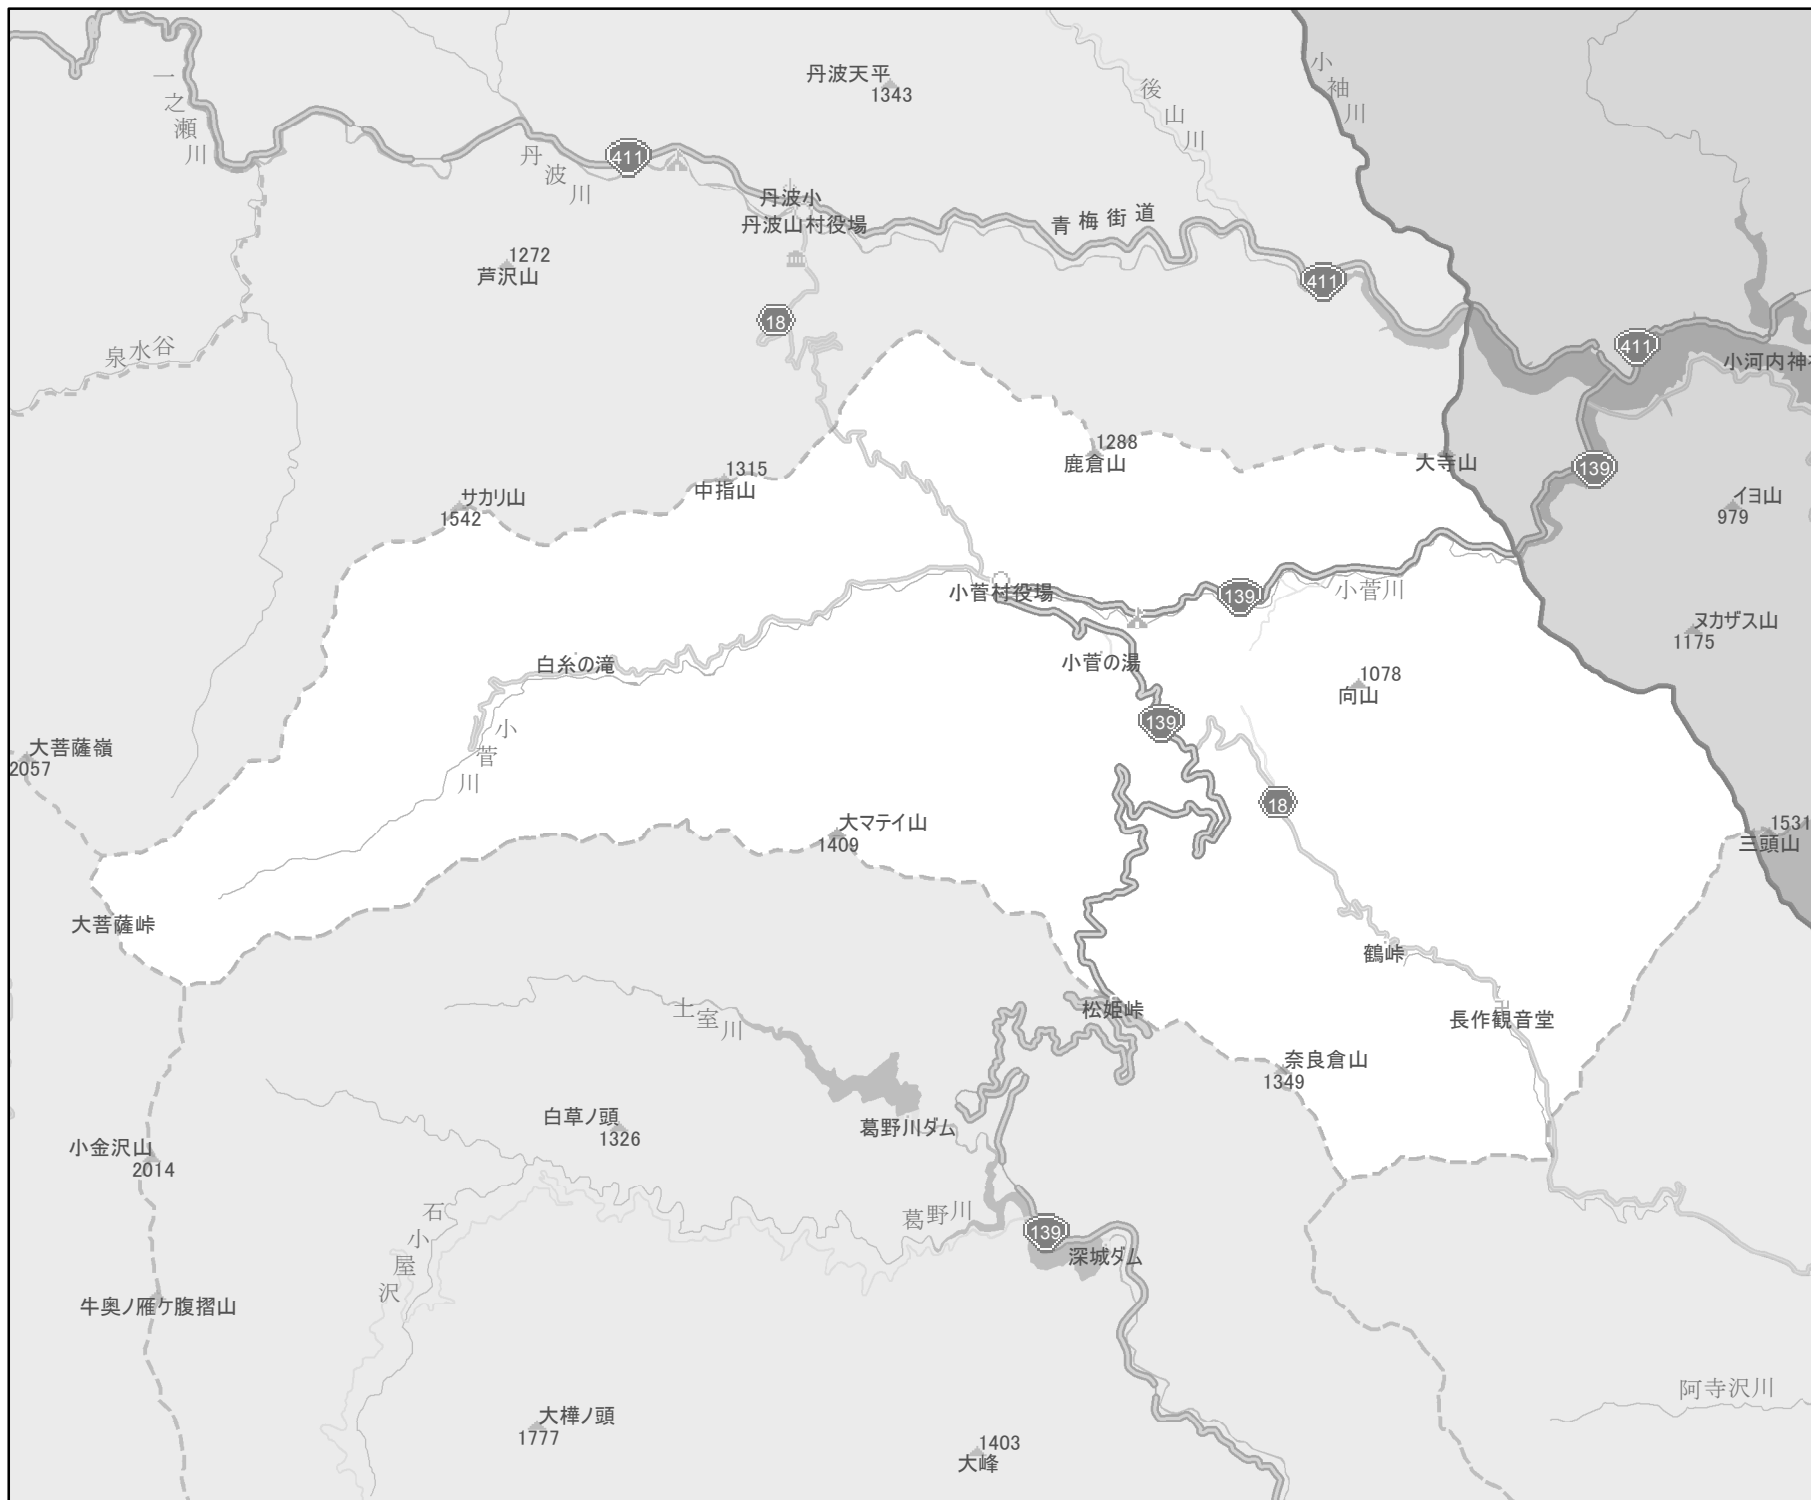 丹波天平
1343
小袖川
後山川
一之瀬川
丹波川
411
丹波小
丹波山村役場
青梅街道
1272
芦沢山
411
18
泉水谷
411
小河内神
1288
鹿倉山
大寺山
139
1315
中指山
サカリ山
1542
イヨ山
979
小菅村役場
139
小菅川
ヌカザス山
1175
白糸の滝
小菅の湯
1078
向山
139
小菅川
大菩薩嶺
2057
18
大マテイ山
1409
1531
三頭山
大菩薩峠
鶴峠
松姫峠
土室川
長作観音堂
奈良倉山
1349
白草ノ頭
1326
葛野川ダム
小金沢山
2014
石小屋沢
葛野川
139
深城ダム
牛奥ノ雁ケ腹摺山
阿寺沢川
大樺ノ頭
1777
1403
大峰